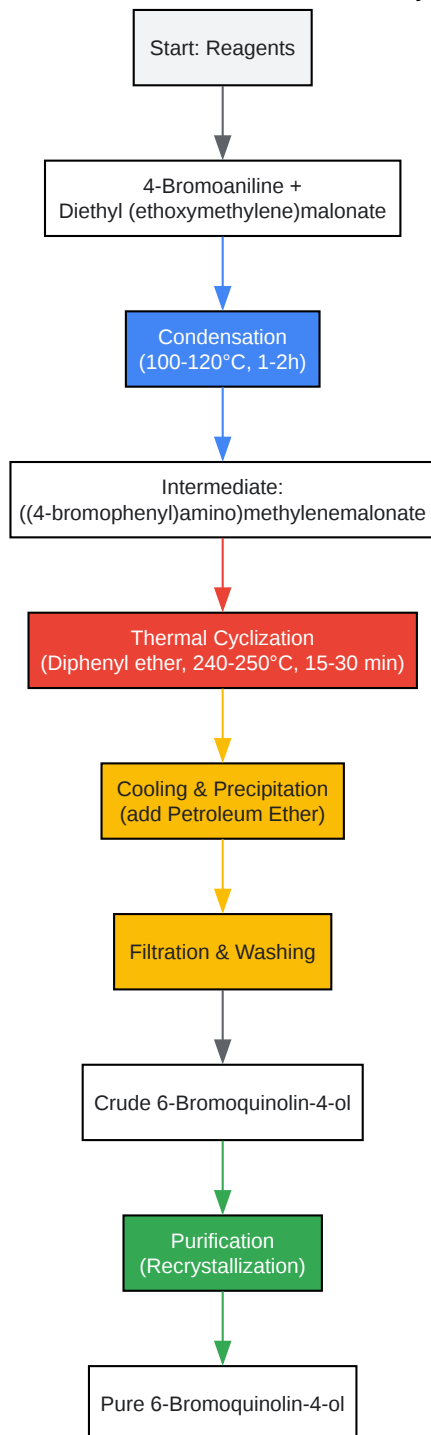 Start: Reagents
4-Bromoaniline +
Diethyl (ethoxymethylene)malonate
Condensation
(100-120°C, 1-2h)
Intermediate:
((4-bromophenyl)amino)methylenemalonate
Thermal Cyclization
(Diphenyl ether, 240-250°C, 15-30 min)
Cooling & Precipitation
(add Petroleum Ether)
Filtration & Washing
Crude 6-Bromoquinolin-4-ol
Purification
(Recrystallization)
Pure 6-Bromoquinolin-4-ol